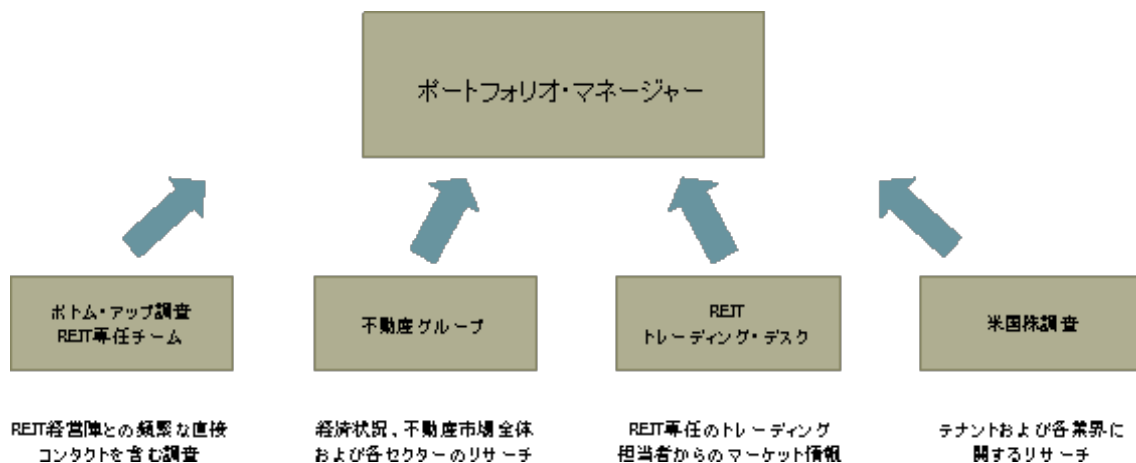 ポートフォリオ・マネージャー
ボトム・アップ調査
REIT専任チーム
不動産グループ
REIT
トレーディング・デスク
米国株調査
REIT経営陣との頻繁な直接
コンタクトを含む調査
経済状況、不動産市場全体
および各セクターのリサーチ
REIT専任のトレーディング
担当者からのマーケット情報
テナントおよび各業界に
関するリサーチ